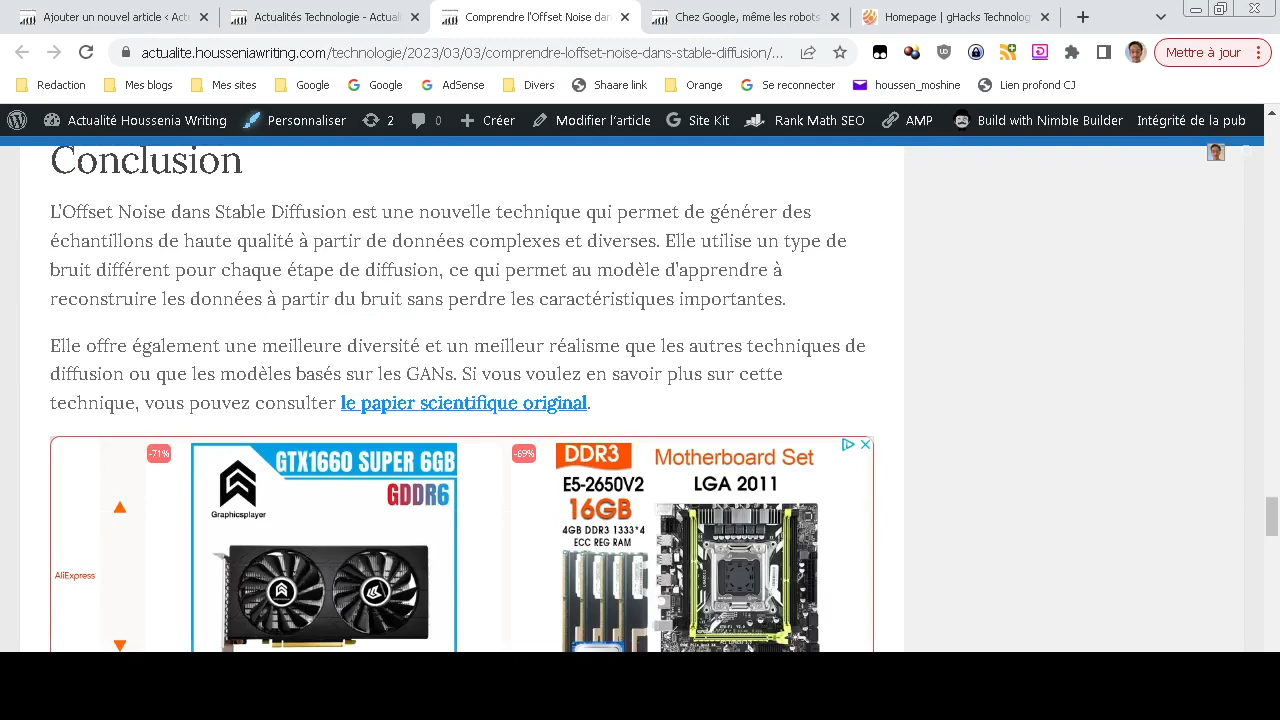 Ajouter un nouvel article ‹ Act
Actualités Technologie - Actuali
Comprendre l'Offset Noise dan
Chez Google, même les robots
Homepage | gHacks Technolog
actualite.housseniawriting.com/technologie/2023/03/03/comprendre-loffset-noise-dans-stable-diffusion/...
Mettre à jour
Redaction
Mes bots
Mes sites
Google
Google
AdSense
Divers
Shaare link
Orange
Se reconnecter
houssen_moshine
Lien profond CJ
Actualité Houssenia Writing
Personnaliser
2
0
Créer
Modifier l'article
Site Kit
Rank Math SEO
AMP
Build with Nimble Builder
Intégrité de la pub
Conclusion
L'Offset Noise dans Stable Diffusion est une nouvelle technique qui permet de générer des
échantillons de haute qualité à partir de données complexes et diverses. Elle utilise un type de
bruit différent pour chaque étape de diffusion, ce qui permet au modèle d'apprendre à
reconstruire les données à partir du bruit sans perdre les caractéristiques importantes.
Elle offre également une meilleure diversité et un meilleur réalisme que les autres techniques de
diffusion ou que les modèles basés sur les GANs. Si vous voulez en savoir plus sur cette
technique, vous pouvez consulter le papier scientifique original.
AliExpress
-71%
Graphicsplayer
GTX1660 SUPER 6GB
GDDR6
-69%
DDR3
E5-2650V2
16GB
4GB DDR3 1333*4
ECC REG RAM
Motherboard Set
LGA 2011